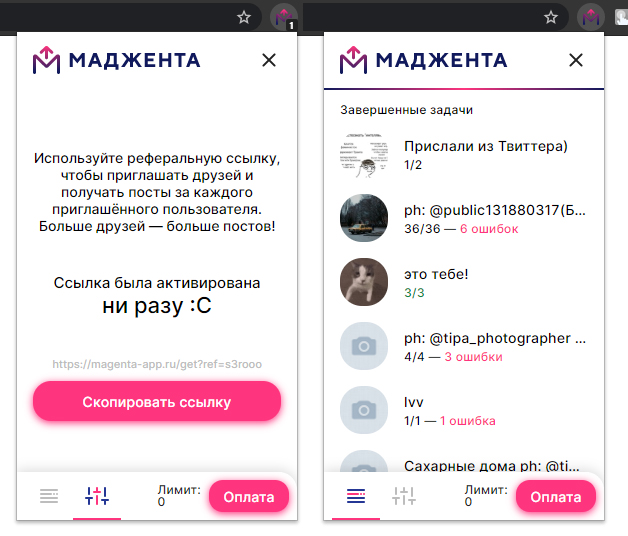 1
МАДЖЕНТА
Используйте реферальную ссылку,
чтобы приглашать друзей и
получать посты за каждого
приглашённого пользователя.
Больше друзей — больше постов!
Ссылка была активирована
ни разу :С
https://magenta-app.ru/get?ref=s3rooo
Скопировать ссылку
Лимит:
0
Оплата
МАДЖЕНТА
Завершенные задачи
Прислали из Твиттера)
1/2
ph: @public131880317(Б...
36/36 — 6 ошибок
это тебе!
3/3
ph: @tipa_photographer ...
4/4 — 3 ошибки
lvv
1/1 — 1 ошибка
Сахарные дома ph: @ti...
Лимит:
0
Оплата